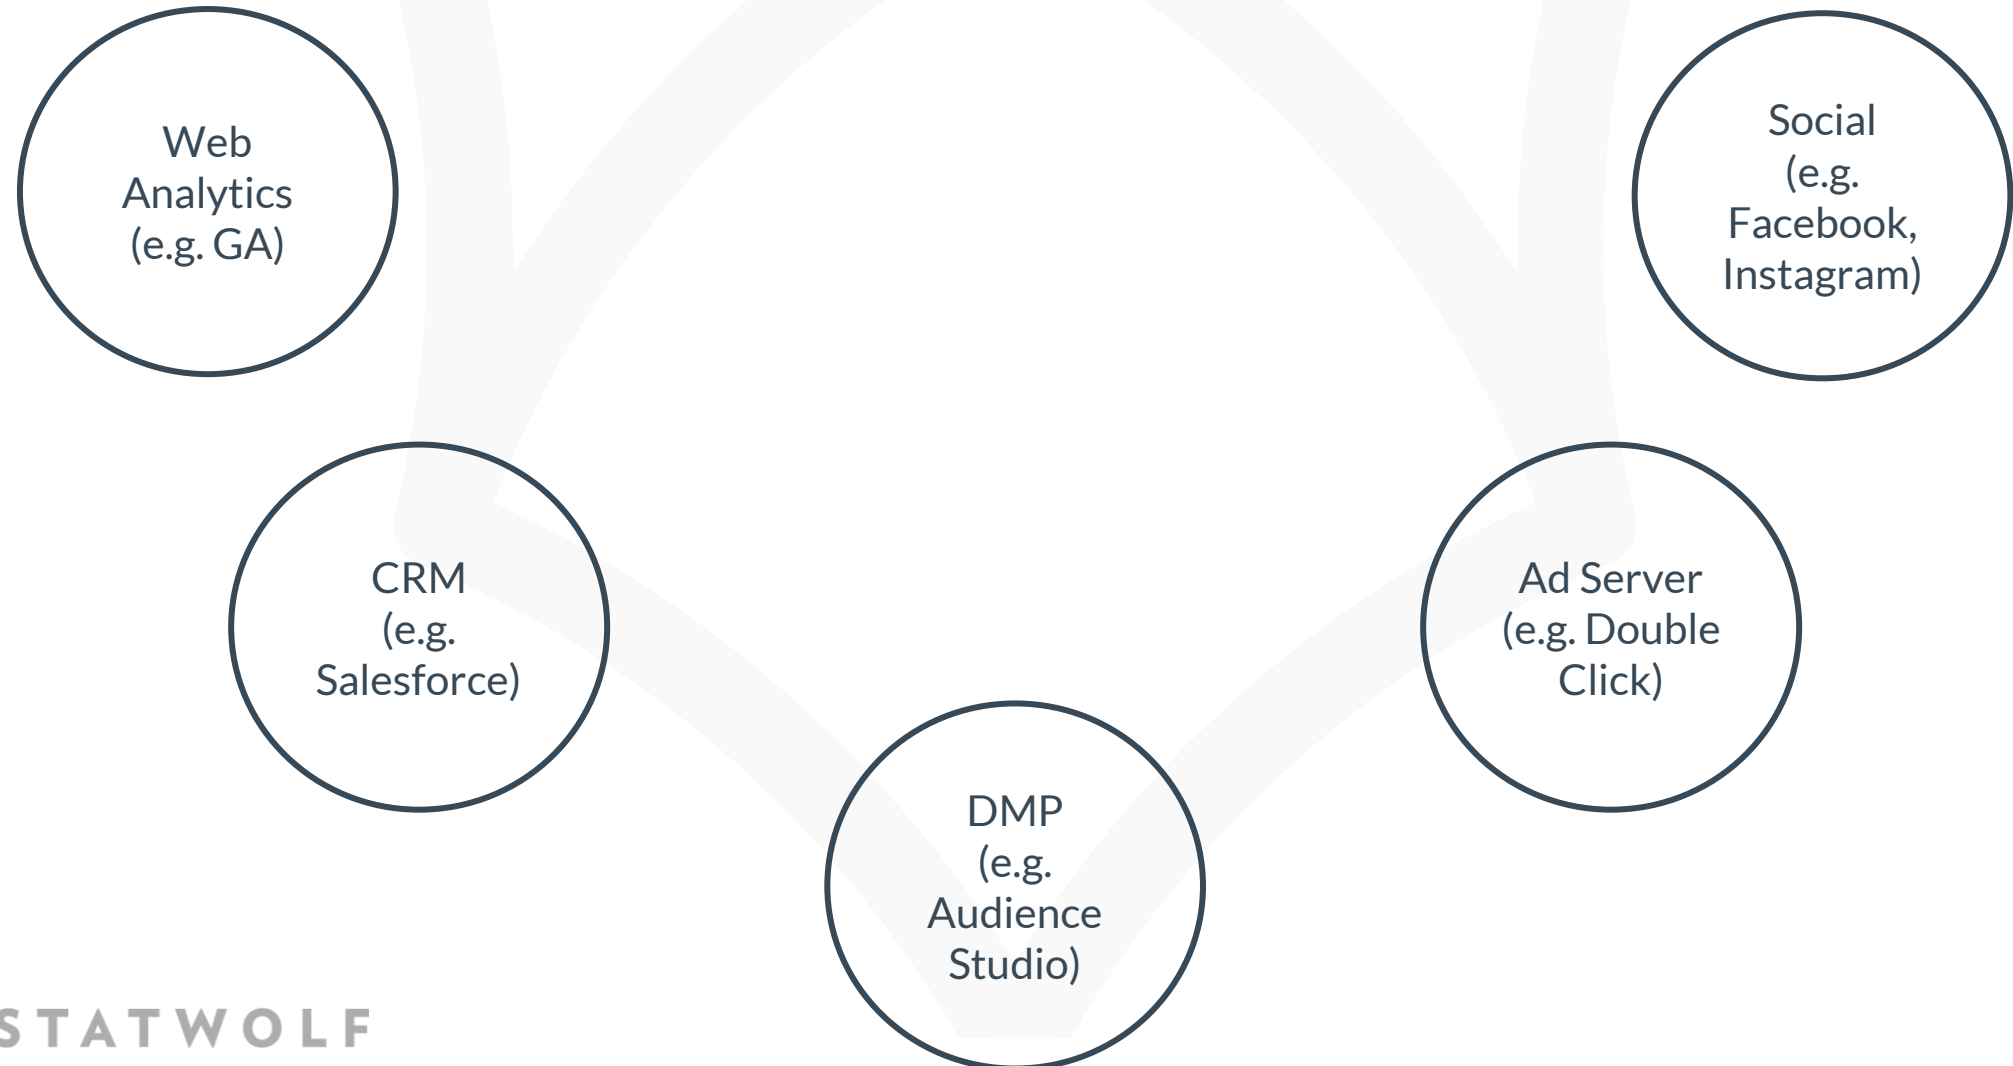 Web
Analytics
(e.g. GA)
Social
(e.g.
Facebook,
Instagram)
CRM
(e.g.
Salesforce)
Ad Server
(e.g. Double
Click)
DMP
(e.g.
Audience
Studio)
STATWOLF